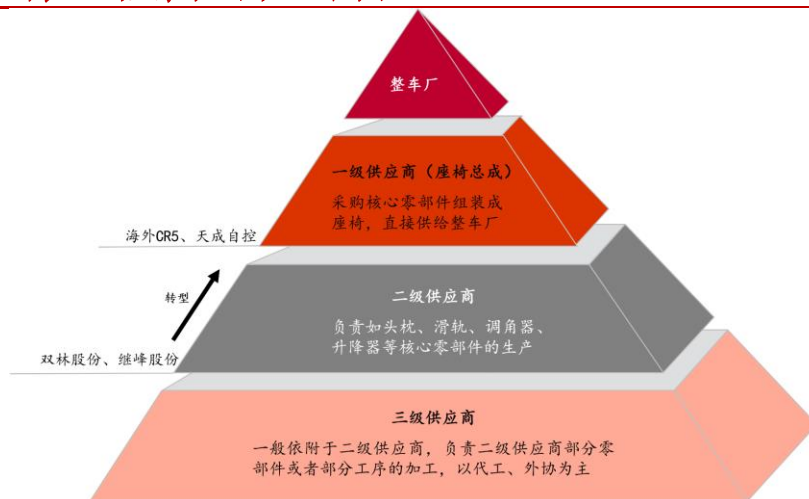 整车厂
一级供应商（座椅总成）
采购核心零部件组装成
座椅，直接供给整车厂
海外CR5、天成自控
转型
二级供应商
负责如头枕、滑轨、调角器、
升降器等核心零部件的生产
双林股份、继峰股份
三级供应商
一般依附于二级供应商，负责二级供应商部分零
部件或者部分工序的加工，以代工、外协为主